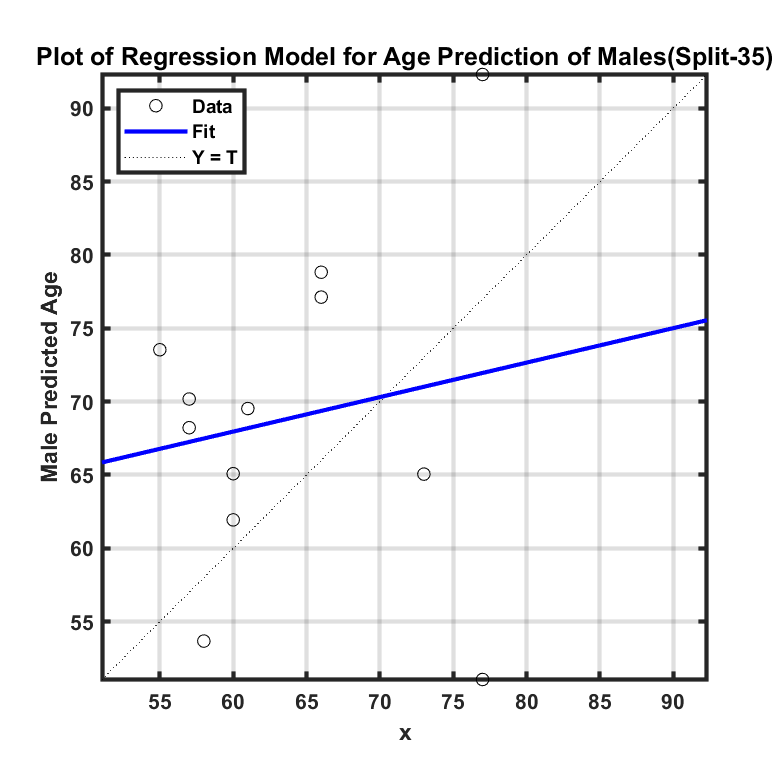 Plot of Regression Model for Age Prediction of Males(Split-35)
Data
Fit
Y = T
Male Predicted Age
90
85
80
75
70
65
60
55
55 60 65 70 75 80 85 90
x